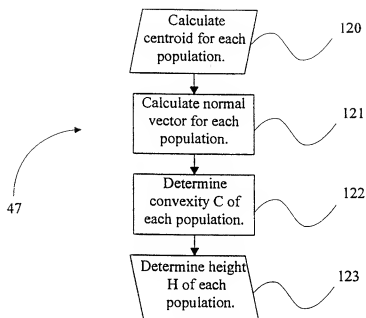 Calculate
centroid for each
population.
120
Calculate normal
vector for each
population.
121
Determine
convexity C of
each population.
122
47
Determine height
H of each
population.
123